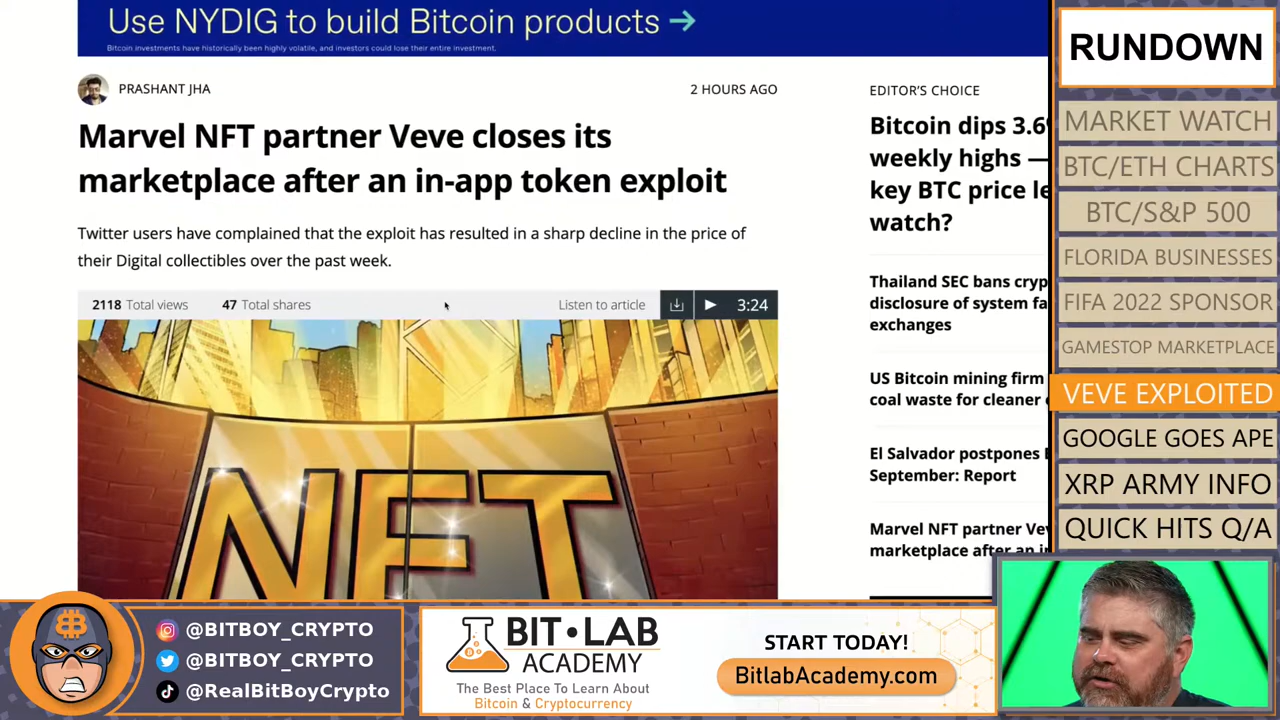 Use NYDIG to build Bitcoin products →
Bitcoin investments have historically been highly volatile, and investors could lose their entire investment.
PRASHANT JHA
2 HOURS AGO
Marvel NFT partner Veve closes its
marketplace after an in-app token exploit
Twitter users have complained that the exploit has resulted in a sharp decline in the price of
their Digital collectibles over the past week.
2118 Total views
47 Total shares
Listen to article
3:24
NFT
EDITOR'S CHOICE
Bitcoin dips 3.6
weekly highs —
key BTC price le
watch?
Thailand SEC bans cryp
disclosure of system fa
exchanges
US Bitcoin mining firm
coal waste for cleaner
El Salvador postpones
September: Report
Marvel NFT partner Vev
marketplace after an in
RUNDOWN
MARKET WATCH
BTC/ETH CHARTS
BTC/S&P 500
FLORIDA BUSINESSES
FIFA 2022 SPONSOR
GAMESTOP MARKETPLACE
VEVE EXPLOITED
GOOGLE GOES APE
XRP ARMY INFO
QUICK HITS Q/A
@BITBOY_CRYPTO
@BITBOY_CRYPTO
@RealBitBoyCrypto
BIT•LAB
ACADEMY
The Best Place To Learn About
Bitcoin & Cryptocurrency
START TODAY!
BitlabAcademy.com